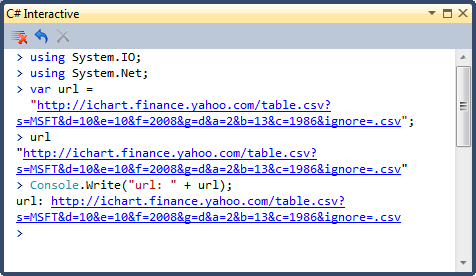 C# Interactive
> using System.IO;
> using System.Net;
> var url =
"http://ichart.finance.yahoo.com/table.csv?
s=MSFT&d=10&e=10&f=2008&g=d&a=2&b=13&c=1986&ignore=.csv";
> url
"http://ichart.finance.yahoo.com/table.csv?
s=MSFT&d=10&e=10&f=2008&g=d&a=2&b=13&c=1986&ignore=.csv"
> Console.Write("url: " + url);
url: http://ichart.finance.yahoo.com/table.csv?
s=MSFT&d=10&e=10&f=2008&g=d&a=2&b=13&c=1986&ignore=.csv
>